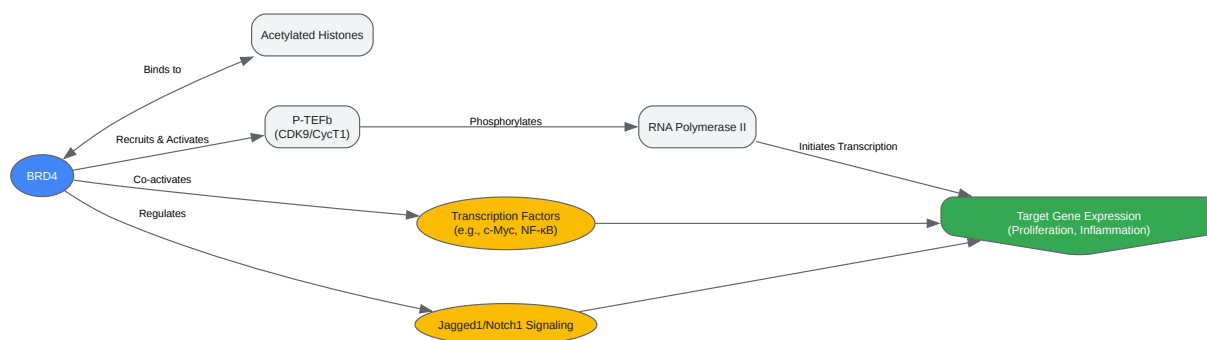 Acetylated Histones
Binds to
P-TEFb
(CDK9/CycT1)
Phosphorylates
RNA Polymerase II
Recruits & Activates
Initiates Transcription
BRD4
Co-activates
Regulates
Transcription Factors
(e.g., c-Myc, NF-κB)
Target Gene Expression
(Proliferation, Inflammation)
Jagged1/Notch1 Signaling